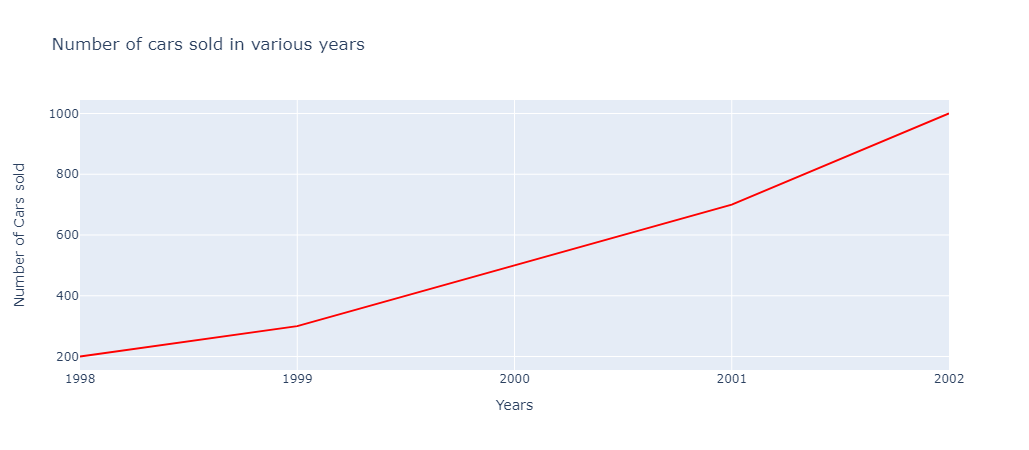 Number of cars sold in various years
Number of Cars sold
1000
800
600
400
200
1998 1999 2000 2001 2002
Years